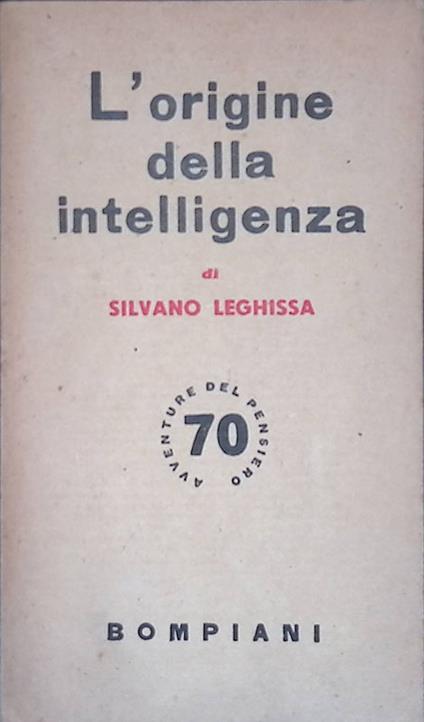 L'origine
della
intelligenza
di
SILVANO LEGHISSA
AVVENTURE DEL PENSIERO
70
BOMPIANI